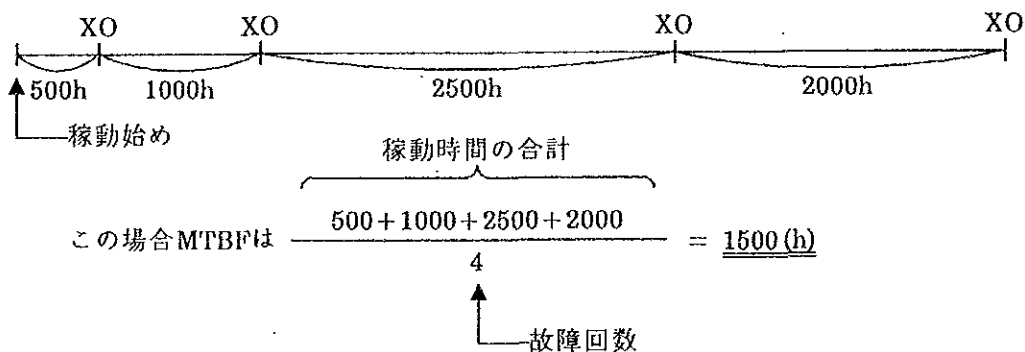 XO XO XO XO
500h 1000h 2500h 2000h
稼動始め
稼動時間の合計
この場合MTBFは 500+1000+2500+2000 = 1500(h)
4
故障回数